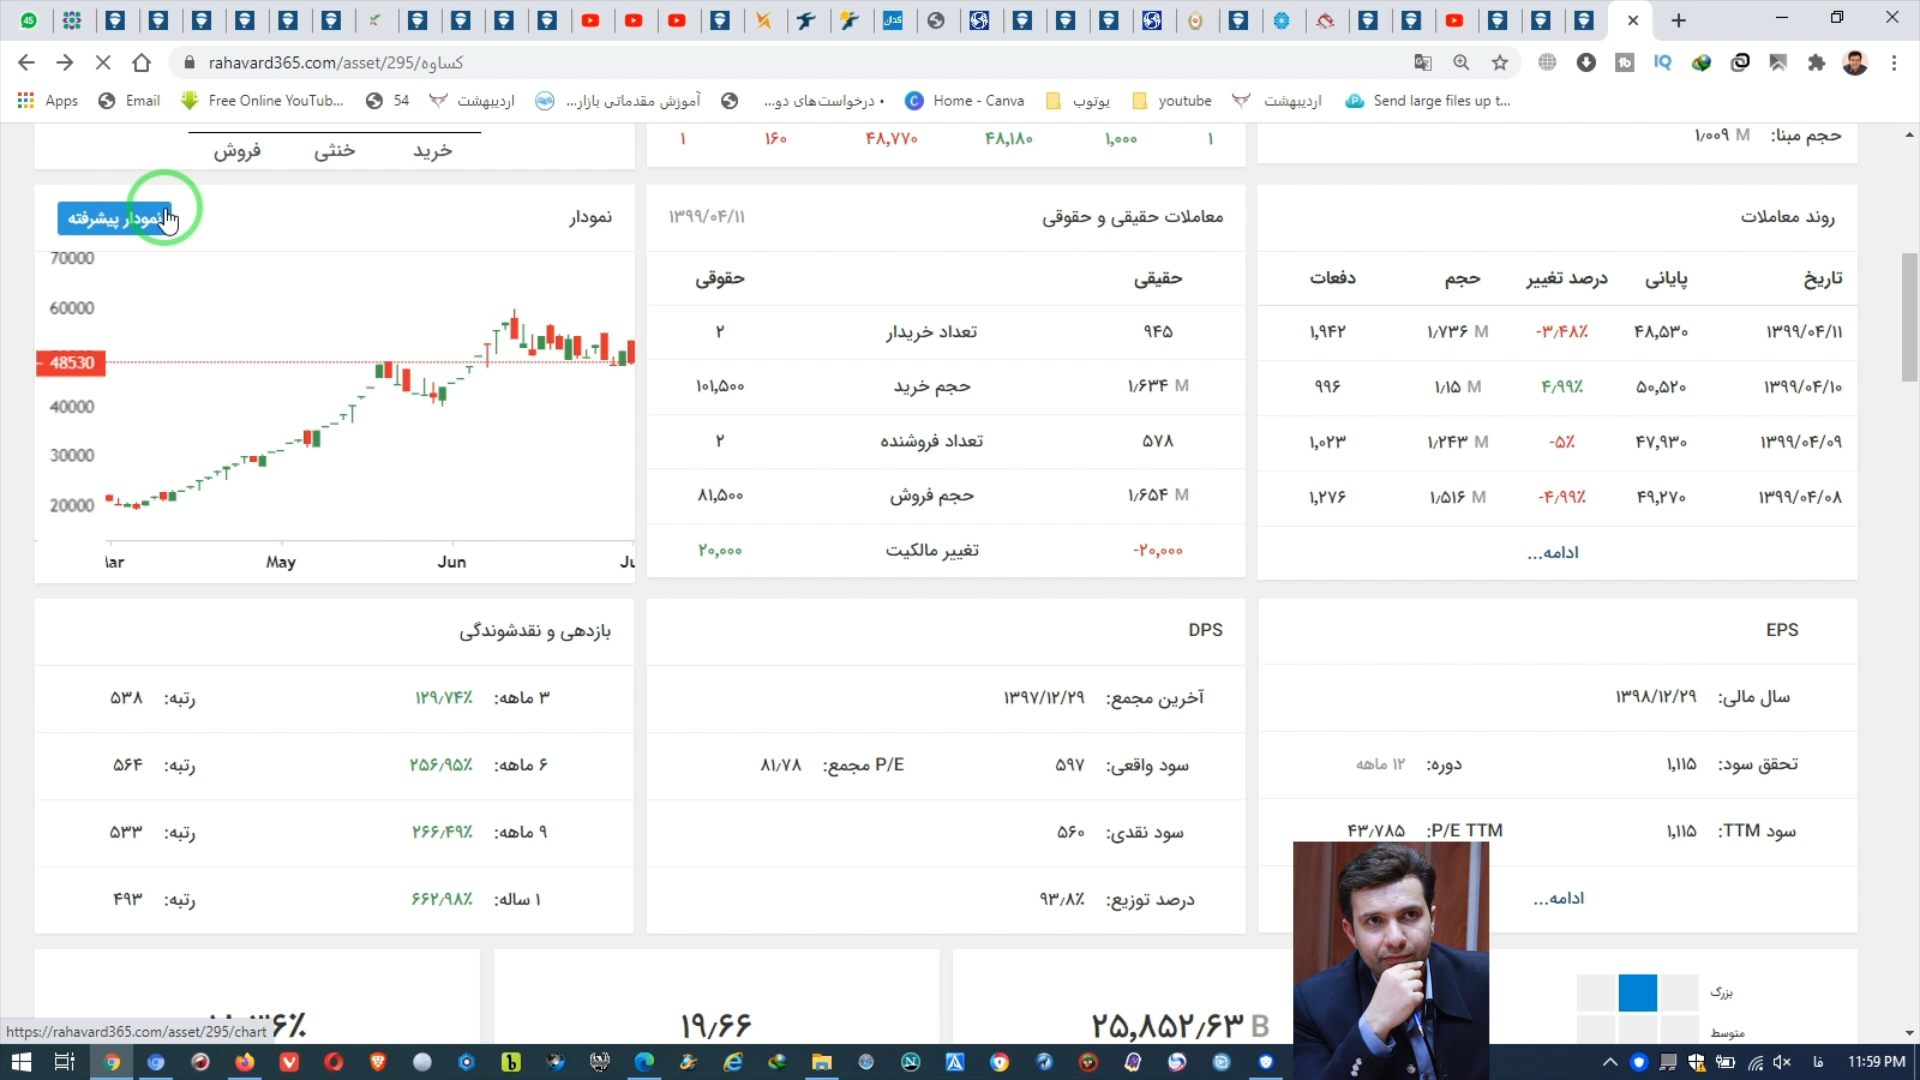 rahavard365.com/asset/295/کساوه
Apps
Email
Free Online YouTub...
54
اردیبهشت
آموزش مقدماتی بازار...
درخواست‌های دو...
Home - Canva
یوتوب
youtube
اردیبهشت
Send large files up t...
حجم مبنا: ۱٫۰۰۹ M
۱ ۱٬۰۰۰ ۴۸٬۱۸۰ ۴۸٬۷۷۰ ۱۶۰ ۱
خرید خنثی فروش
روند معاملات
تاریخ پایانی درصد تغییر حجم دفعات
۱۳۹۹/۰۴/۱۱ ۴۸٬۵۳۰ -۳٫۴۸٪ ۱٫۷۳۶ M ۱٬۹۴۲
۱۳۹۹/۰۴/۱۰ ۵۰٬۵۲۰ ۴٫۹۹٪ ۱٫۱۵ M ۹۹۶
۱۳۹۹/۰۴/۰۹ ۴۷٬۹۳۰ -۵٪ ۱٫۲۴۳ M ۱٬۰۲۳
۱۳۹۹/۰۴/۰۸ ۴۹٬۲۷۰ -۴٫۹۹٪ ۱٫۵۱۶ M ۱٬۲۷۶
ادامه...
معاملات حقیقی و حقوقی ۱۳۹۹/۰۴/۱۱
حقیقی حقوقی
۹۴۵ تعداد خریدار ۲
۱٫۶۳۴ M حجم خرید ۱۰۱٬۵۰۰
۵۷۸ تعداد فروشنده ۲
۱٫۶۵۴ M حجم فروش ۸۱٬۵۰۰
-۲۰٬۰۰۰ تغییر مالکیت ۲۰٬۰۰۰
نمودار
نمودار پیشرفته
70000
60000
48530
40000
30000
20000
May Jun
EPS
سال مالی: ۱۳۹۸/۱۲/۲۹
تحقق سود: ۱٬۱۱۵ دوره: ۱۲ ماهه
سود TTM: ۱٬۱۱۵ P/E TTM: ۴۳٫۷۸۵
ادامه...
DPS
آخرین مجمع: ۱۳۹۷/۱۲/۲۹
سود واقعی: ۵۹۷ P/E مجمع: ۸۱٫۷۸
سود نقدی: ۵۶۰
درصد توزیع: ۹۳٫۸٪
بازدهی و نقدشوندگی
۳ ماهه: ۱۲۹٫۷۴٪ رتبه: ۵۳۸
۶ ماهه: ۲۵۶٫۹۵٪ رتبه: ۵۶۴
۹ ماهه: ۲۶۶٫۴۹٪ رتبه: ۵۳۳
۱ ساله: ۶۶۲٫۹۸٪ رتبه: ۴۹۳
بزرگ
متوسط
۲۵٬۸۵۲٫۶۳ B
۱۹٫۶۶
https://rahavard365.com/asset/295/chart
فا
11:59 PM